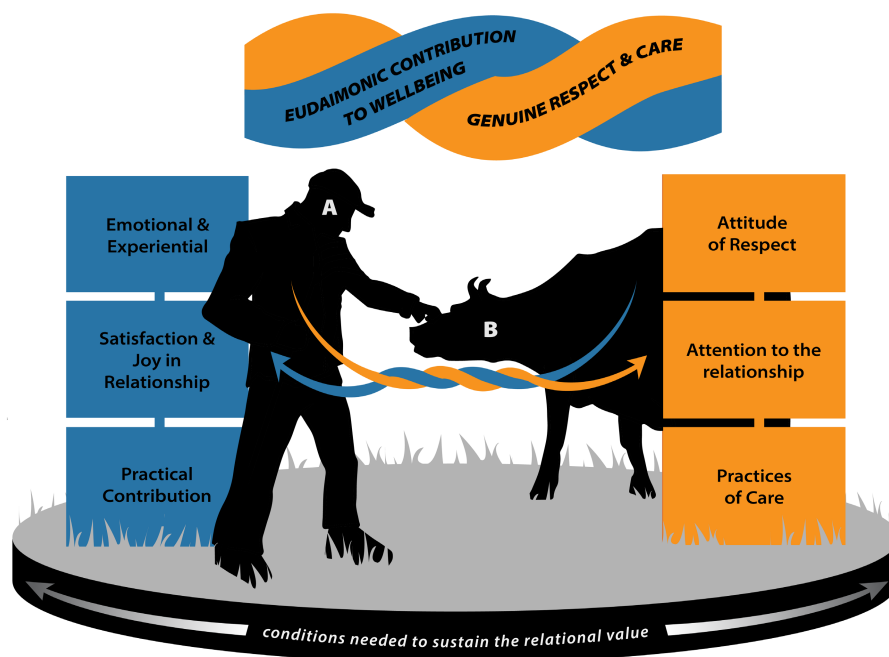 EUDAIMONIC CONTRIBUTION
TO WELLBEING
GENUINE RESPECT & CARE
A
B
Emotional &
Experiential
Satisfaction &
Joy in
Relationship
Practical
Contribution
Attitude
of Respect
Attention to the
relationship
Practices
of Care
conditions needed to sustain the relational value